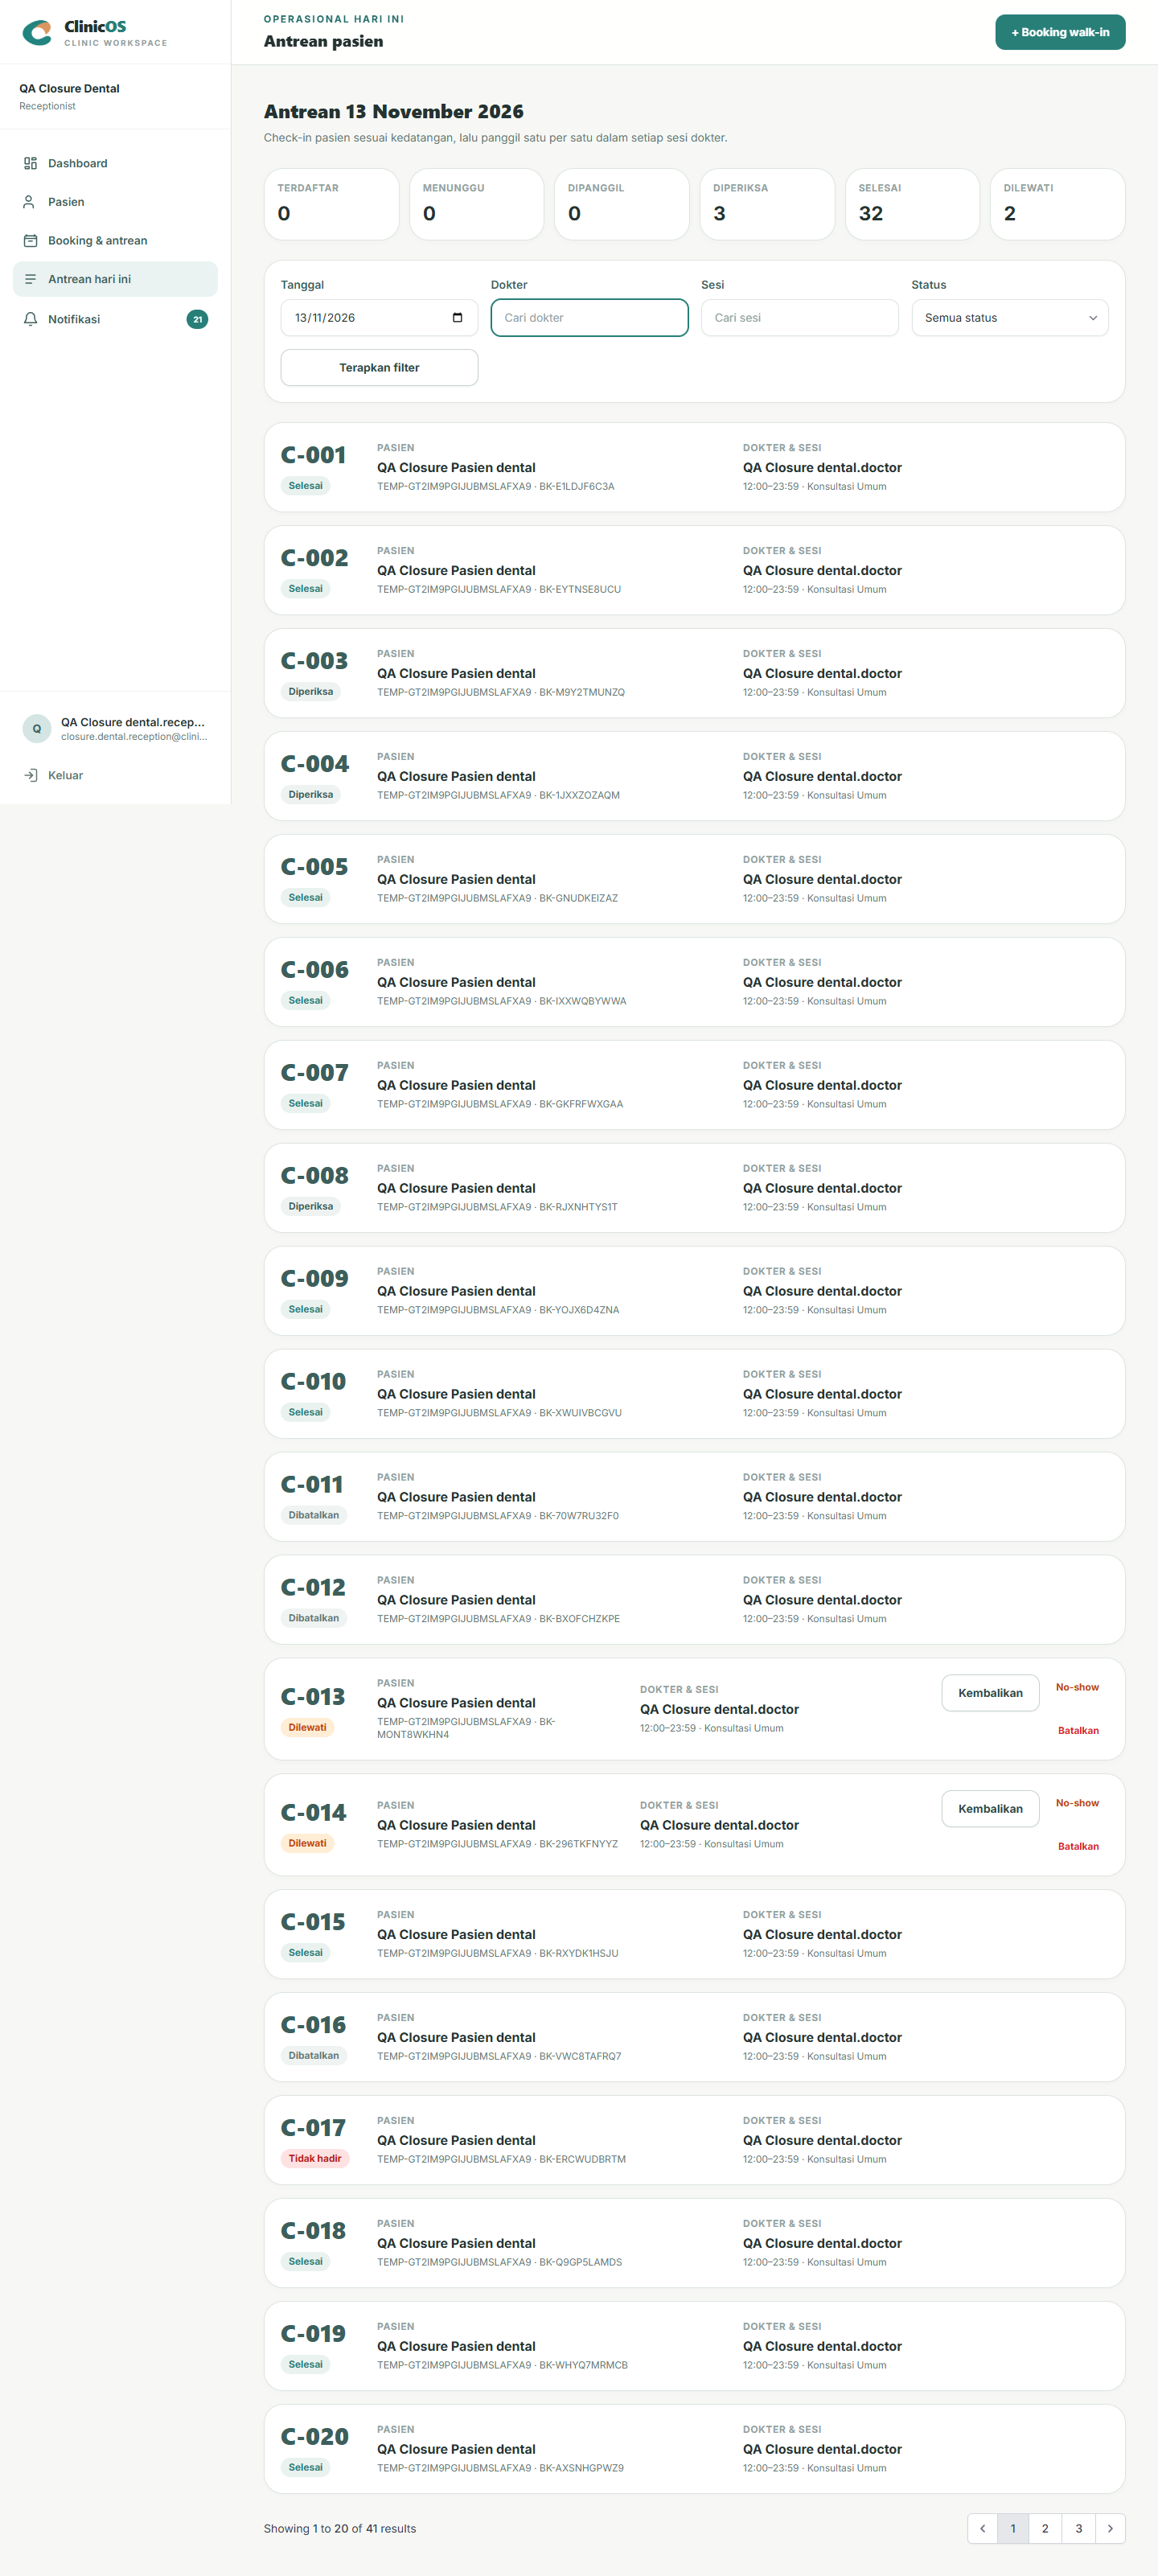 ClinicOS
CLINIC WORKSPACE
QA Closure Dental
Receptionist
Dashboard
Pasien
Booking & antrean
Antrean hari ini
Notifikasi 21
Q QA Closure dental.recep...
closure.dental.reception@clini...
Keluar
OPERASIONAL HARI INI
Antrean pasien
+ Booking walk-in
Antrean 13 November 2026
Check-in pasien sesuai kedatangan, lalu panggil satu per satu dalam setiap sesi dokter.
TERDAFTAR MENUNGGU DIPANGGIL DIPERIKSA SELESAI DILEWATI
0 0 0 3 32 2
Tanggal Dokter Sesi Status
13/11/2026 Cari dokter Cari sesi Semua status
Terapkan filter
C-001
Selesai
PASIEN
QA Closure Pasien dental
TEMP-GT2IM9PGIJUBMSLAFXA9 · BK-E1LDJF6C3A
DOKTER & SESI
QA Closure dental.doctor
12:00–23:59 · Konsultasi Umum
C-002
Selesai
PASIEN
QA Closure Pasien dental
TEMP-GT2IM9PGIJUBMSLAFXA9 · BK-EYTNSE8UCU
DOKTER & SESI
QA Closure dental.doctor
12:00–23:59 · Konsultasi Umum
C-003
Diperiksa
PASIEN
QA Closure Pasien dental
TEMP-GT2IM9PGIJUBMSLAFXA9 · BK-M9Y2TMUNZQ
DOKTER & SESI
QA Closure dental.doctor
12:00–23:59 · Konsultasi Umum
C-004
Diperiksa
PASIEN
QA Closure Pasien dental
TEMP-GT2IM9PGIJUBMSLAFXA9 · BK-1JXXZOZAQM
DOKTER & SESI
QA Closure dental.doctor
12:00–23:59 · Konsultasi Umum
C-005
Selesai
PASIEN
QA Closure Pasien dental
TEMP-GT2IM9PGIJUBMSLAFXA9 · BK-GNUDKEIZAZ
DOKTER & SESI
QA Closure dental.doctor
12:00–23:59 · Konsultasi Umum
C-006
Selesai
PASIEN
QA Closure Pasien dental
TEMP-GT2IM9PGIJUBMSLAFXA9 · BK-IXXWQBYWWA
DOKTER & SESI
QA Closure dental.doctor
12:00–23:59 · Konsultasi Umum
C-007
Selesai
PASIEN
QA Closure Pasien dental
TEMP-GT2IM9PGIJUBMSLAFXA9 · BK-GKFRFWXGAA
DOKTER & SESI
QA Closure dental.doctor
12:00–23:59 · Konsultasi Umum
C-008
Diperiksa
PASIEN
QA Closure Pasien dental
TEMP-GT2IM9PGIJUBMSLAFXA9 · BK-RJXNHTYS1T
DOKTER & SESI
QA Closure dental.doctor
12:00–23:59 · Konsultasi Umum
C-009
Selesai
PASIEN
QA Closure Pasien dental
TEMP-GT2IM9PGIJUBMSLAFXA9 · BK-YOJX6D4ZNA
DOKTER & SESI
QA Closure dental.doctor
12:00–23:59 · Konsultasi Umum
C-010
Selesai
PASIEN
QA Closure Pasien dental
TEMP-GT2IM9PGIJUBMSLAFXA9 · BK-XWUIVBCGVU
DOKTER & SESI
QA Closure dental.doctor
12:00–23:59 · Konsultasi Umum
C-011
Dibatalkan
PASIEN
QA Closure Pasien dental
TEMP-GT2IM9PGIJUBMSLAFXA9 · BK-70W7RU32F0
DOKTER & SESI
QA Closure dental.doctor
12:00–23:59 · Konsultasi Umum
C-012
Dibatalkan
PASIEN
QA Closure Pasien dental
TEMP-GT2IM9PGIJUBMSLAFXA9 · BK-BXOFCHZKPE
DOKTER & SESI
QA Closure dental.doctor
12:00–23:59 · Konsultasi Umum
C-013
Dilewati
PASIEN
QA Closure Pasien dental
TEMP-GT2IM9PGIJUBMSLAFXA9 · BK-
MONT8WKHN4
DOKTER & SESI
QA Closure dental.doctor
12:00–23:59 · Konsultasi Umum
Kembalikan
No-show
Batalkan
C-014
Dilewati
PASIEN
QA Closure Pasien dental
TEMP-GT2IM9PGIJUBMSLAFXA9 · BK-296TKFNYYZ
DOKTER & SESI
QA Closure dental.doctor
12:00–23:59 · Konsultasi Umum
Kembalikan
No-show
Batalkan
C-015
Selesai
PASIEN
QA Closure Pasien dental
TEMP-GT2IM9PGIJUBMSLAFXA9 · BK-RXYDK1HSJU
DOKTER & SESI
QA Closure dental.doctor
12:00–23:59 · Konsultasi Umum
C-016
Dibatalkan
PASIEN
QA Closure Pasien dental
TEMP-GT2IM9PGIJUBMSLAFXA9 · BK-VWC8TAFRQ7
DOKTER & SESI
QA Closure dental.doctor
12:00–23:59 · Konsultasi Umum
C-017
Tidak hadir
PASIEN
QA Closure Pasien dental
TEMP-GT2IM9PGIJUBMSLAFXA9 · BK-ERCWUDBRTM
DOKTER & SESI
QA Closure dental.doctor
12:00–23:59 · Konsultasi Umum
C-018
Selesai
PASIEN
QA Closure Pasien dental
TEMP-GT2IM9PGIJUBMSLAFXA9 · BK-Q9GP5LAMDS
DOKTER & SESI
QA Closure dental.doctor
12:00–23:59 · Konsultasi Umum
C-019
Selesai
PASIEN
QA Closure Pasien dental
TEMP-GT2IM9PGIJUBMSLAFXA9 · BK-WHYQ7MRMCB
DOKTER & SESI
QA Closure dental.doctor
12:00–23:59 · Konsultasi Umum
C-020
Selesai
PASIEN
QA Closure Pasien dental
TEMP-GT2IM9PGIJUBMSLAFXA9 · BK-AXSNHGPWZ9
DOKTER & SESI
QA Closure dental.doctor
12:00–23:59 · Konsultasi Umum
Showing 1 to 20 of 41 results
1 2 3